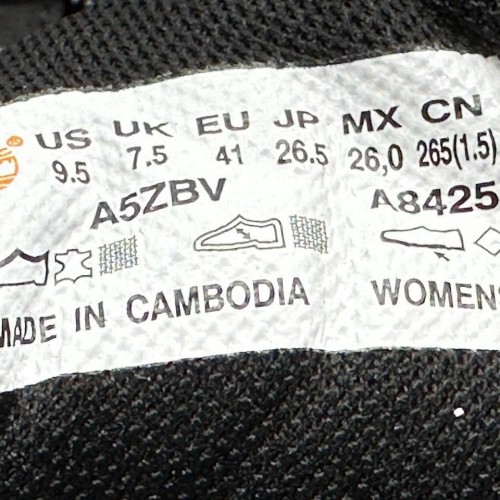 US UK EU JP MX CN
9.5 7.5 41 26.5 26,0 265(1.5)
A5ZBV A8425
MADE IN CAMBODIA WOMENS